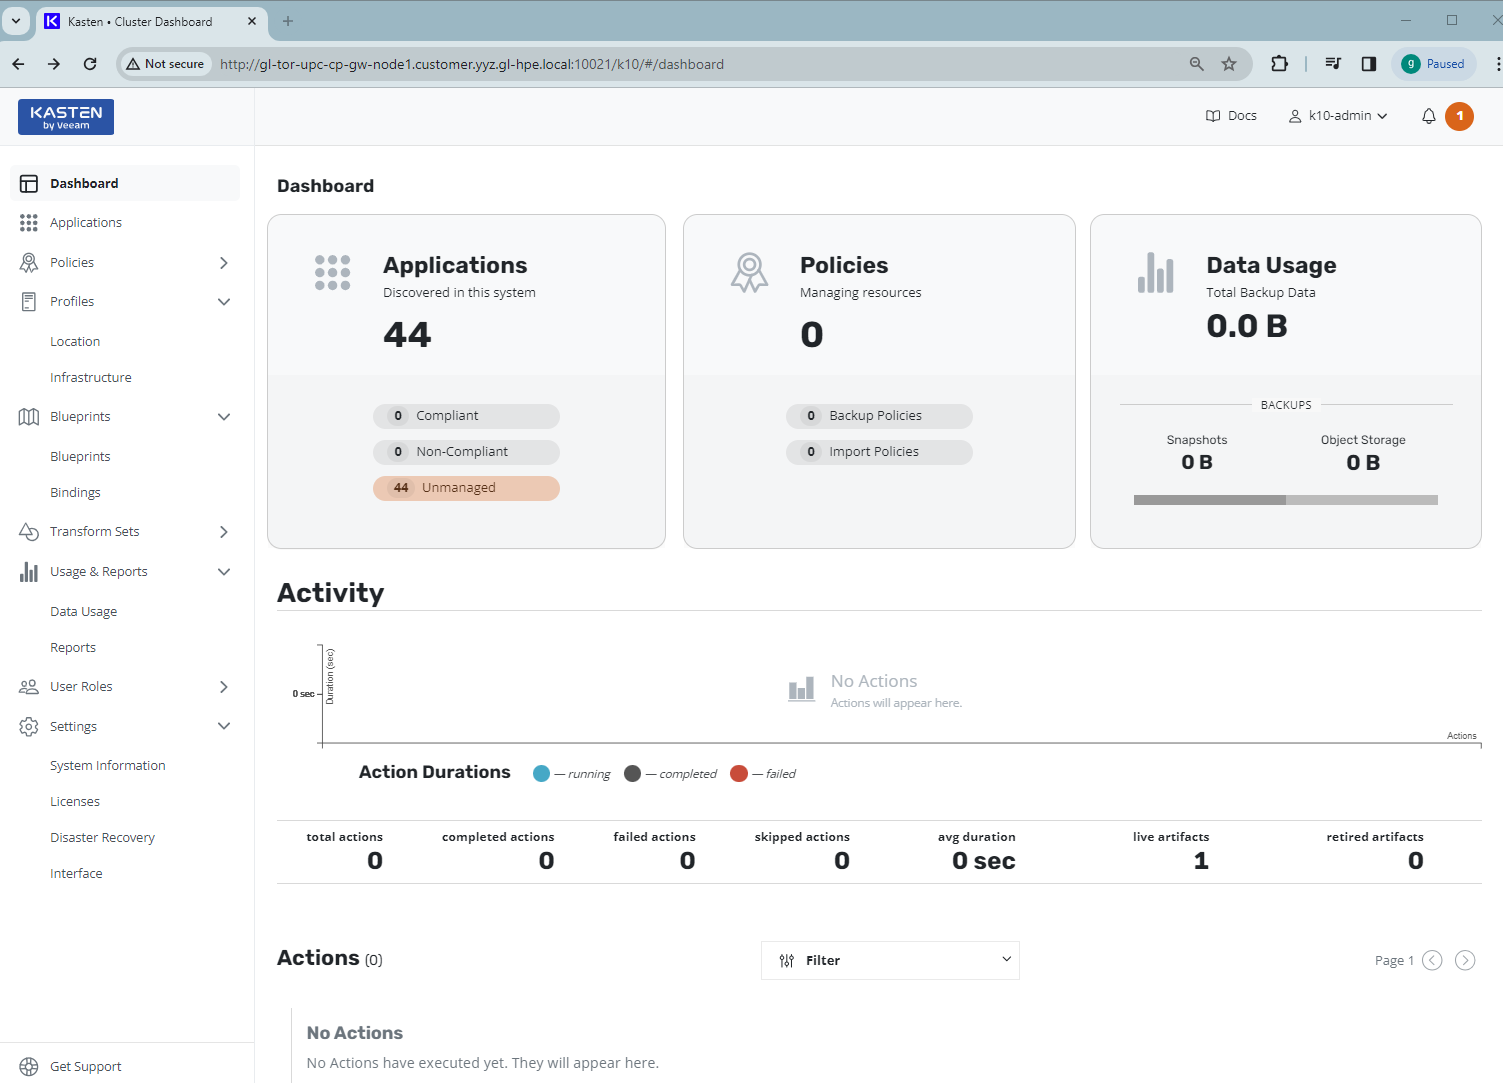 Kasten • Cluster Dashboard
Not secure
http://gl-tor-upc-cp-gw-node1.customer.yyz.gl-hpe.local:10021/k10/#/dashboard
g
Paused
KASTEN
by Veeam
Docs
k10-admin
1
Dashboard
Applications
Policies
Profiles
Location
Infrastructure
Blueprints
Blueprints
Bindings
Transform Sets
Usage & Reports
Data Usage
Reports
User Roles
Settings
System Information
Licenses
Disaster Recovery
Interface
Get Support
Dashboard
Applications
Discovered in this system
44
0 Compliant
0 Non-Compliant
44 Unmanaged
Policies
Managing resources
0
0 Backup Policies
0 Import Policies
Data Usage
Total Backup Data
0.0 B
BACKUPS
Snapshots
0 B
Object Storage
0 B
Activity
0 sec
Duration (sec)
No Actions
Actions will appear here.
Actions
Action Durations
— running
— completed
— failed
total actions
0
completed actions
0
failed actions
0
skipped actions
0
avg duration
0 sec
live artifacts
1
retired artifacts
0
Actions (0)
Filter
Page 1
No Actions
No Actions have executed yet. They will appear here.